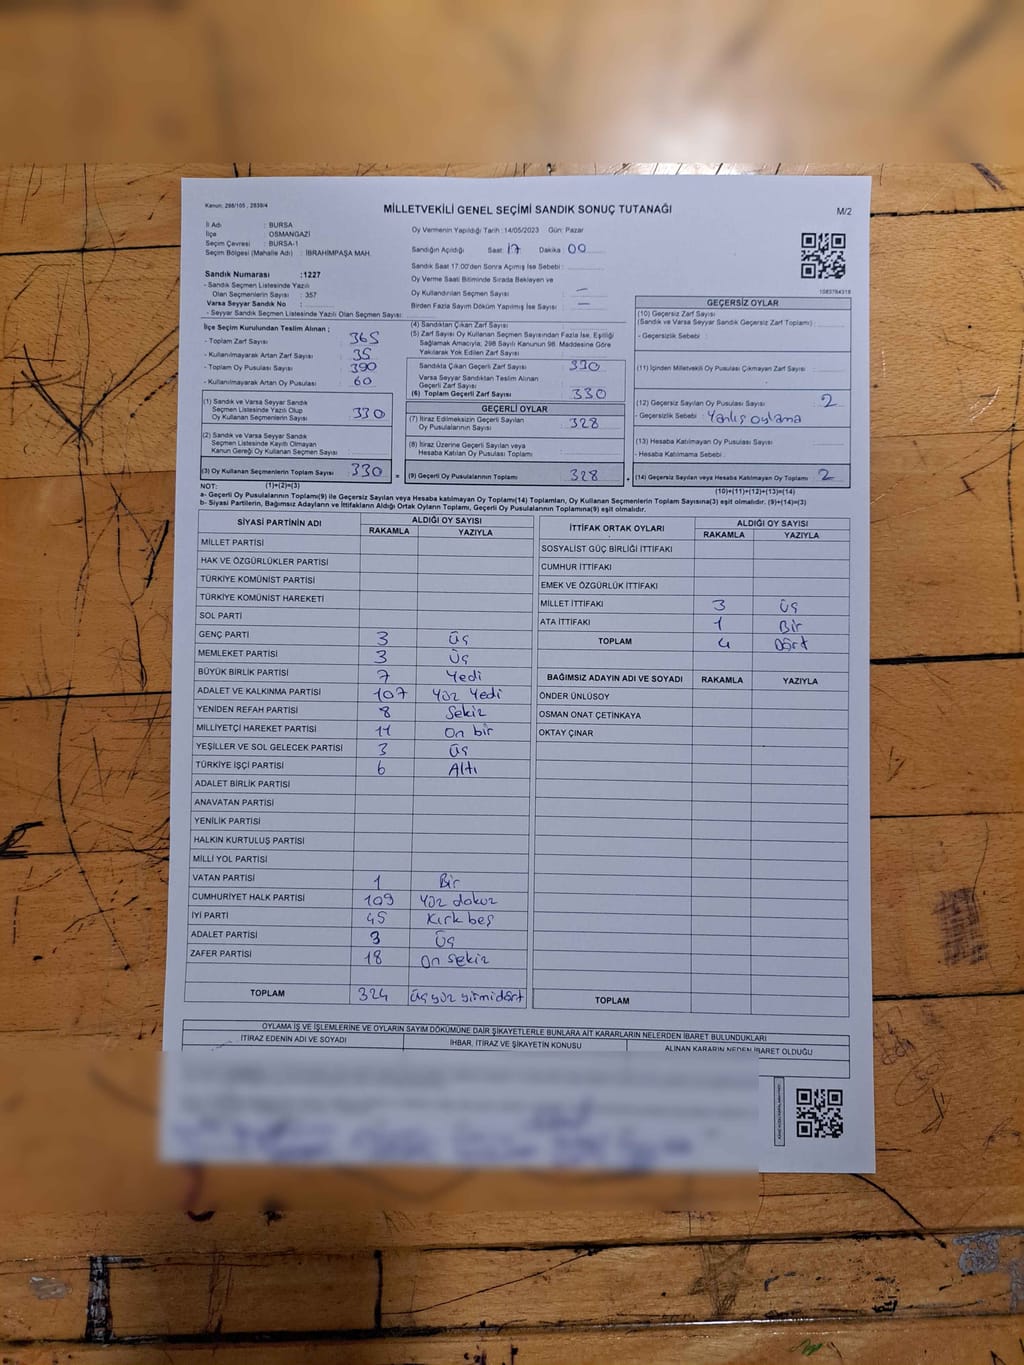 Kanun: 298/105 , 2839/4
MİLLETVEKİLİ GENEL SEÇİMİ SANDIK SONUÇ TUTANAĞI
M/2
İl Adı : BURSA
İlçe : OSMANGAZİ
Seçim Çevresi : BURSA-1
Seçim Bölgesi (Mahalle Adı) : İBRAHİMPAŞA MAH.
Sandık Numarası :1227
- Sandık Seçmen Listesinde Yazılı
Olan Seçmenlerin Sayısı : 357
Varsa Seyyar Sandık No :
- Seyyar Sandık Seçmen Listesinde Yazılı Olan Seçmen Sayısı:
Oy Vermenin Yapıldığı Tarih :14/05/2023 Gün: Pazar
Sandığın Açıldığı Saat: 17 Dakika : 00
Sandık Saat 17:00'den Sonra Açımış İse Sebebi :
Oy Verme Saati Bitiminde Sırada Bekleyen ve
Oy Kullandırılan Seçmen Sayısı : —
Birden Fazla Sayım Döküm Yapılmış İse Sayısı : —
1083784318
İlçe Seçim Kurulundan Teslim Alınan ;
- Toplam Zarf Sayısı : 365
- Kullanılmayarak Artan Zarf Sayısı : 35
- Toplam Oy Pusulası Sayısı : 390
- Kullanılmayarak Artan Oy Pusulası : 60
(1) Sandık ve Varsa Seyyar Sandık
Seçmen Listesinde Yazılı Olup
Oy Kullanan Seçmenlerin Sayısı : 330
(2) Sandık ve Varsa Seyyar Sandık
Seçmen Listesinde Kayıtlı Olmayan
Kanun Gereği Oy Kullanan Seçmen Sayısı :
(3) Oy Kullanan Seçmenlerin Toplam Sayısı : 330
(4) Sandıktan Çıkan Zarf Sayısı
(5) Zarf Sayısı Oy Kullanan Seçmen Sayısından Fazla İse, Eşitliği
Sağlamak Amacıyla; 298 Sayılı Kanunun 98. Maddesine Göre
Yakılarak Yok Edilen Zarf Sayısı :
Sandıkta Çıkan Geçerli Zarf Sayısı : 330
Varsa Seyyar Sandıktan Teslim Alınan
Geçerli Zarf Sayısı :
(6) Toplam Geçerli Zarf Sayısı : 330
GEÇERLİ OYLAR
(7) İtiraz Edilmeksizin Geçerli Sayılan
Oy Pusulalarının Sayısı : 328
(8) İtiraz Üzerine Geçerli Sayılan veya
Hesaba Katılan Oy Pusulası Toplamı :
= (9) Geçerli Oy Pusulalarının Toplamı : 328
GEÇERSİZ OYLAR
(10) Geçersiz Zarf Sayısı
(Sandık ve Varsa Seyyar Sandık Geçersiz Zarf Toplamı) :
- Geçersizlik Sebebi :
(11) İçinden Milletvekili Oy Pusulası Çıkmayan Zarf Sayısı :
(12) Geçersiz Sayılan Oy Pusulası Sayısı : 2
- Geçersizlik Sebebi : Yanlış oylama
(13) Hesaba Katılmayan Oy Pusulası Sayısı :
- Hesaba Katılmama Sebebi :
+ (14) Geçersiz Sayılan veya Hesaba Katılmayan Oy Toplamı : 2
NOT: (1)+(2)=(3)
(10)+(11)+(12)+(13)=(14)
a- Geçerli Oy Pusulalarının Toplamı(9) ile Geçersiz Sayılan veya Hesaba katılmayan Oy Toplamı(14) Toplamları, Oy Kullanan Seçmenlerin Toplam Sayısına(3) eşit olmalıdır. (9)+(14)=(3)
b- Siyasi Partilerin, Bağımsız Adayların ve İttifakların Aldığı Ortak Oyların Toplamı, Geçerli Oy Pusulalarının Toplamına(9) eşit olmalıdır.
SİYASİ PARTİNİN ADI ALDIĞI OY SAYISI
RAKAMLA YAZIYLA
MİLLET PARTİSİ
HAK VE ÖZGÜRLÜKLER PARTİSİ
TÜRKİYE KOMÜNİST PARTİSİ
TÜRKİYE KOMÜNİST HAREKETİ
SOL PARTİ
GENÇ PARTİ 3 Üç
MEMLEKET PARTİSİ 3 Üç
BÜYÜK BİRLİK PARTİSİ 7 Yedi
ADALET VE KALKINMA PARTİSİ 107 Yüz Yedi
YENİDEN REFAH PARTİSİ 8 Sekiz
MİLLİYETÇİ HAREKET PARTİSİ 11 On bir
YEŞİLLER VE SOL GELECEK PARTİSİ 3 Üç
TÜRKİYE İŞÇİ PARTİSİ 6 Altı
ADALET BİRLİK PARTİSİ
ANAVATAN PARTİSİ
YENİLİK PARTİSİ
HALKIN KURTULUŞ PARTİSİ
MİLLİ YOL PARTİSİ
VATAN PARTİSİ 1 Bir
CUMHURİYET HALK PARTİSİ 109 Yüz dokuz
İYİ PARTİ 45 Kırk beş
ADALET PARTİSİ 3 Üç
ZAFER PARTİSİ 18 On sekiz
TOPLAM 324 Üçyüz yirmidört
İTTİFAK ORTAK OYLARI ALDIĞI OY SAYISI
RAKAMLA YAZIYLA
SOSYALİST GÜÇ BİRLİĞİ İTTİFAKI
CUMHUR İTTİFAKI
EMEK VE ÖZGÜRLÜK İTTİFAKI
MİLLET İTTİFAKI 3 Üç
ATA İTTİFAKI 1 Bir
TOPLAM 4 Dört
BAĞIMSIZ ADAYIN ADI VE SOYADI RAKAMLA YAZIYLA
ÖNDER ÜNLÜSOY
OSMAN ONAT ÇETİNKAYA
OKTAY ÇINAR
TOPLAM
OYLAMA İŞ VE İŞLEMLERİNE VE OYLARIN SAYIM DÖKÜMÜNE DAİR ŞİKAYETLERLE BUNLARA AİT KARARLARIN NELERDEN İBARET BULUNDUKLARI
İTİRAZ EDENİN ADI VE SOYADI İHBAR, İTİRAZ VE ŞİKAYETİN KONUSU ALINAN KARARIN NEDEN İBARET OLDUĞU